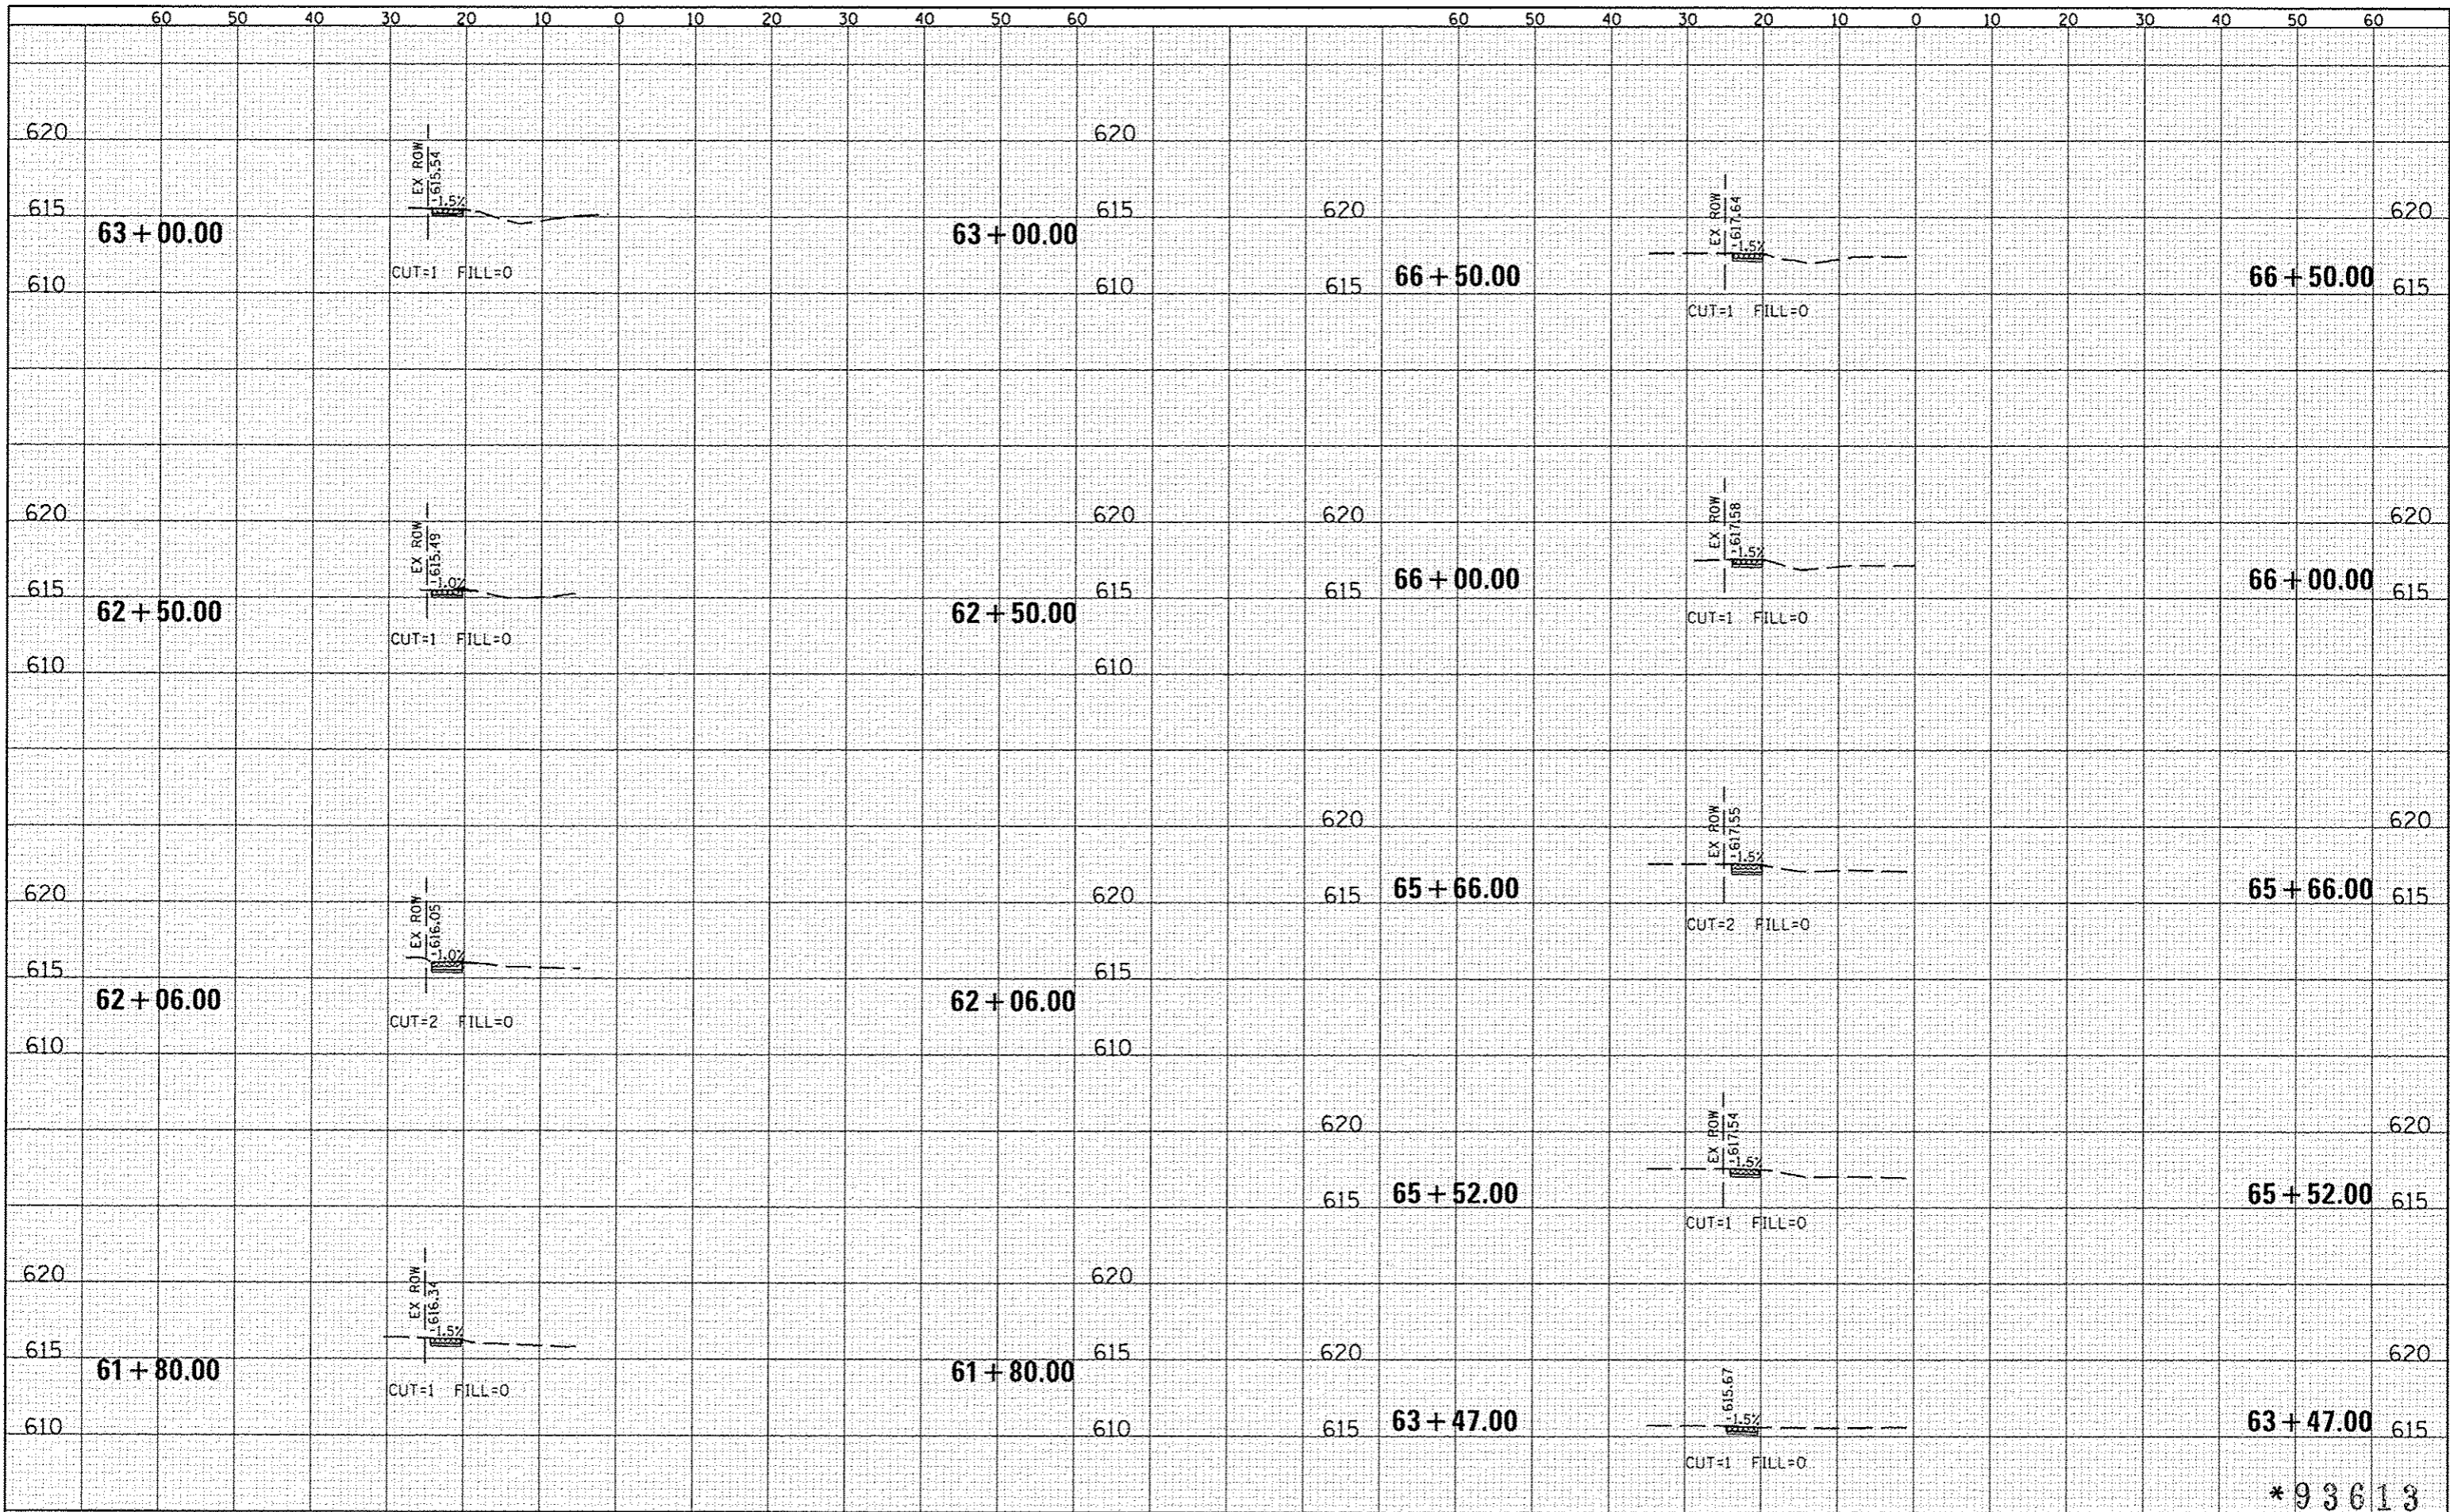 60 50 40 30 20 10 0 10 20 30 40 50 60 60 50 40 30 20 10 0 10 20 30 40 50 60
620 620
EX ROW
615.54
-1.5%
615 615
63+00.00 63+00.00
CUT=1 FILL=0
610 610
620 620
EX ROW
615.49
-1.0%
615 615
62+50.00 62+50.00
CUT=1 FILL=0
610 610
620 620
EX ROW
616.05
-1.0%
615 615
62+06.00 62+06.00
CUT=2 FILL=0
610 610
620 620
EX ROW
616.34
-1.5%
615 615
61+80.00 61+80.00
CUT=1 FILL=0
610 610
620 620
EX ROW
617.64
-1.5%
66+50.00 66+50.00
615 615
CUT=1 FILL=0
620 620
EX ROW
617.58
-1.5%
66+00.00 66+00.00
615 615
CUT=1 FILL=0
620 620
EX ROW
617.55
-1.5%
65+66.00 65+66.00
615 615
CUT=2 FILL=0
620 620
EX ROW
617.54
-1.5%
65+52.00 65+52.00
615 615
CUT=1 FILL=0
620 620
615.67
-1.5%
63+47.00 63+47.00
615 615
CUT=1 FILL=0
*93613